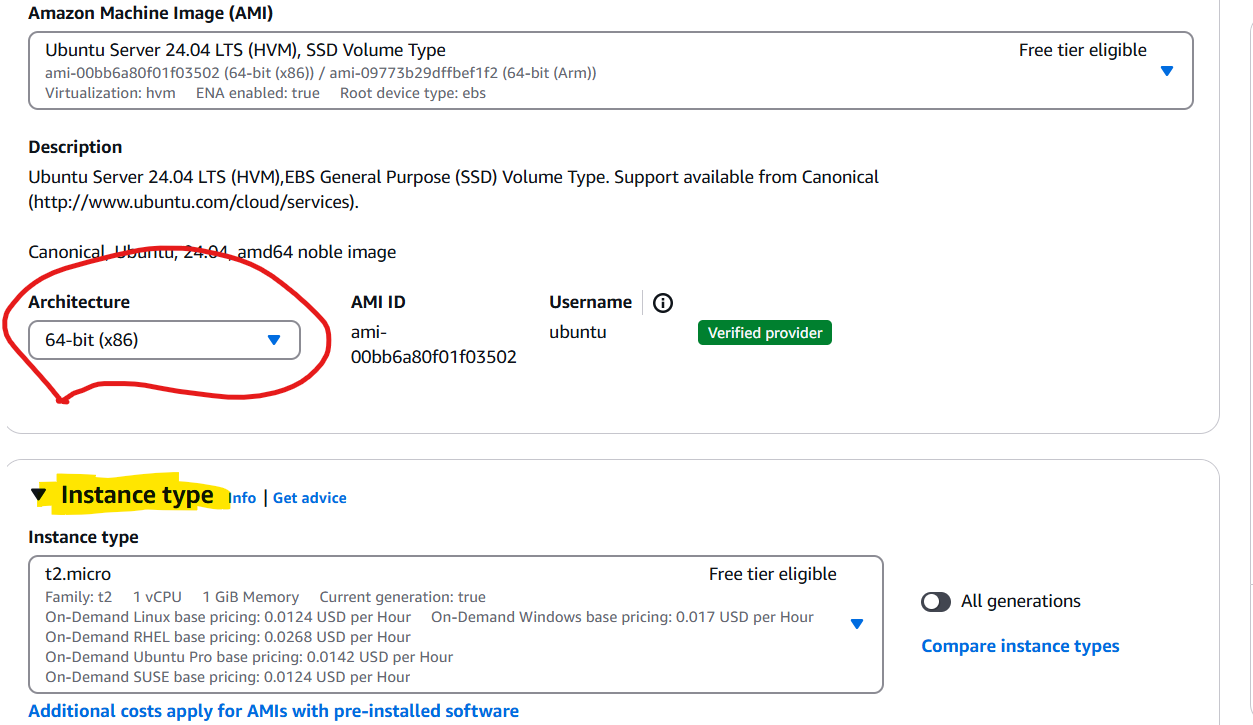 Amazon Machine Image (AMI)
Ubuntu Server 24.04 LTS (HVM), SSD Volume Type Free tier eligible
ami-00bb6a80f01f03502 (64-bit (x86)) / ami-09773b29dffbef1f2 (64-bit (Arm))
Virtualization: hvm ENA enabled: true Root device type: ebs
Description
Ubuntu Server 24.04 LTS (HVM),EBS General Purpose (SSD) Volume Type. Support available from Canonical
(http://www.ubuntu.com/cloud/services).
Canonical, Ubuntu, 24.04, amd64 noble image
Architecture AMI ID Username
64-bit (x86) ami- ubuntu Verified provider
00bb6a80f01f03502
Instance type Info | Get advice
Instance type
t2.micro Free tier eligible
Family: t2 1 vCPU 1 GiB Memory Current generation: true
On-Demand Linux base pricing: 0.0124 USD per Hour On-Demand Windows base pricing: 0.017 USD per Hour
On-Demand RHEL base pricing: 0.0268 USD per Hour
On-Demand Ubuntu Pro base pricing: 0.0142 USD per Hour
On-Demand SUSE base pricing: 0.0124 USD per Hour
All generations
Compare instance types
Additional costs apply for AMIs with pre-installed software